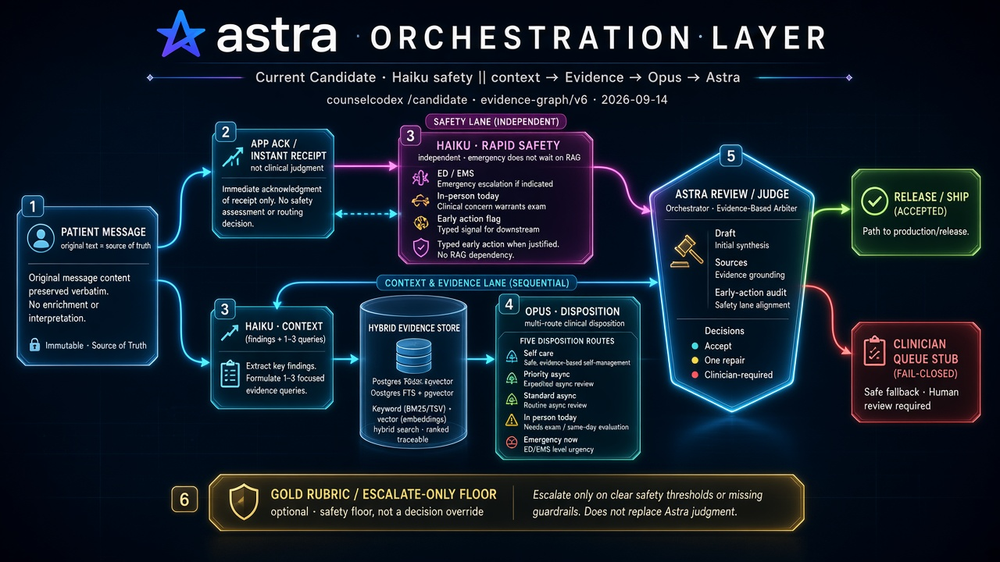 astra · ORCHESTRATION · LAYER
Current Candidate · Haiku safety || context → Evidence → Opus → Astra
counselcodex /candidate · evidence-graph/v6 · 2026-09-14
1
PATIENT MESSAGE
original text = source of truth
Original message content
preserved verbatim.
No enrichment or
interpretation.
Immutable · Source of Truth
2
APP ACK /
INSTANT RECEIPT
not clinical judgment
Immediate acknowledgment
of receipt only. No safety
assessment or routing
decision.
SAFETY LANE (INDEPENDENT)
3
HAIKU · RAPID SAFETY
independent · emergency does not wait on RAG
ED / EMS
Emergency escalation if indicated
In-person today
Clinical concern warrants exam
Early action flag
Typed signal for downstream
Typed early action when justified.
No RAG dependency.
CONTEXT & EVIDENCE LANE (SEQUENTIAL)
3
HAIKU · CONTEXT
(findings + 1–3 queries)
Extract key findings.
Formulate 1–3 focused
evidence queries.
HYBRID EVIDENCE STORE
Postgres
Oostgres FTS + pgvector
Keyword (BM25/TSV) ·
vector (embeddings)
hybrid search · ranked
traceable
4
OPUS · DISPOSITION
multi-route clinical disposition
FIVE DISPOSITION ROUTES
Self care
Safe, evidence-based self-management
Priority async
Expedited async review
Standard async
Routine async review
In person today
Needs exam / same-day evaluation
Emergency now
ED/EMS level urgency
5
ASTRA REVIEW / JUDGE
Orchestrator · Evidence-Based Arbiter
Draft
Initial synthesis
Sources
Evidence grounding
Early-action audit
Safety lane alignment
Decisions
Accept
One repair
Clinician-required
RELEASE / SHIP
(ACCEPTED)
Path to production/release.
CLINICIAN
QUEUE STUB
(FAIL-CLOSED)
Safe fallback · Human
review required
6
GOLD RUBRIC / ESCALATE-ONLY FLOOR
optional · safety floor, not a decision override
Escalate only on clear safety thresholds or missing
guardrails. Does not replace Astra judgment.